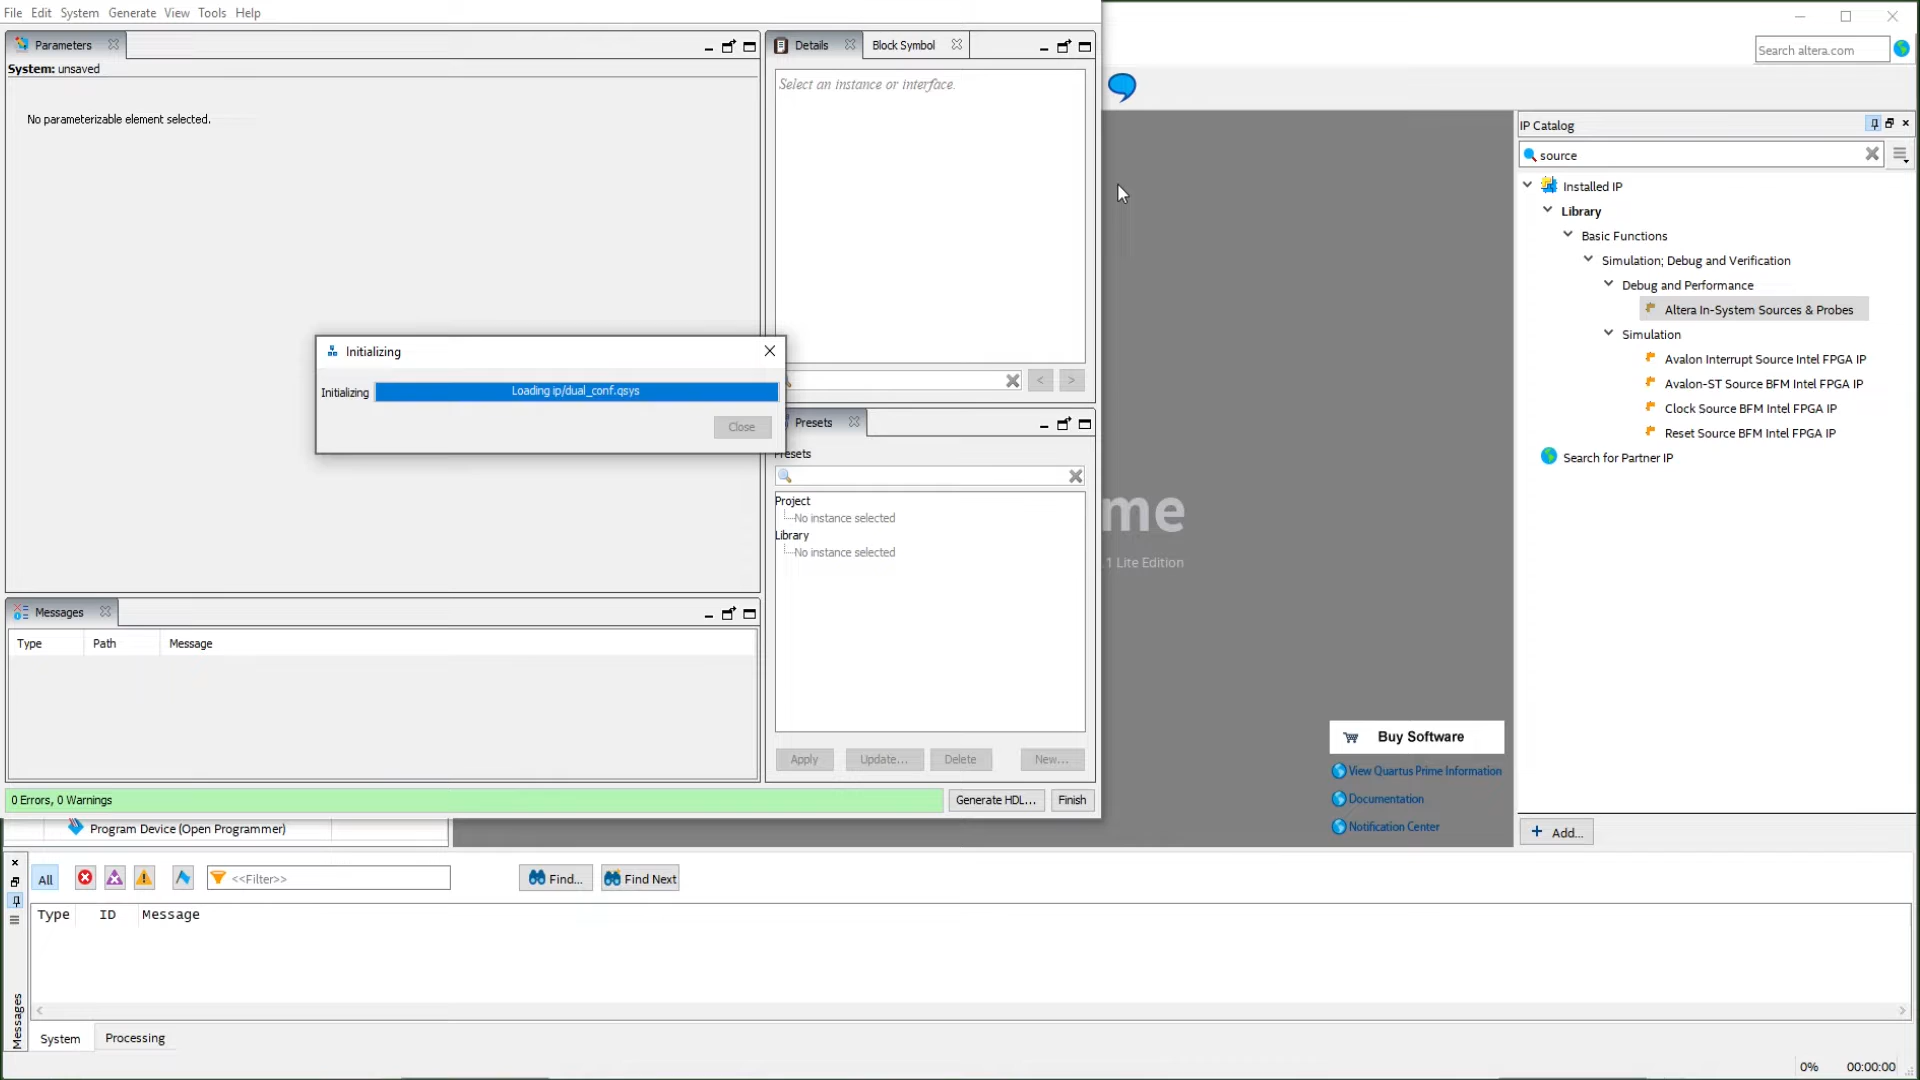 File Edit System Generate View Tools Help
Parameters
System: unsaved
No parameterizable element selected.
Details
Block Symbol
Select an instance or interface.
Initializing
Initializing
Loading ip/dual_conf.qsys
Close
Presets
resets
Project
No instance selected
Library
No instance selected
Apply
Update...
Delete
New...
Messages
Type Path Message
0 Errors, 0 Warnings
Generate HDL...
Finish
Program Device (Open Programmer)
Search altera.com
me
1 Lite Edition
Buy Software
View Quartus Prime Information
Documentation
Notification Center
IP Catalog
source
Installed IP
Library
Basic Functions
Simulation; Debug and Verification
Debug and Performance
Altera In-System Sources & Probes
Simulation
Avalon Interrupt Source Intel FPGA IP
Avalon-ST Source BFM Intel FPGA IP
Clock Source BFM Intel FPGA IP
Reset Source BFM Intel FPGA IP
Search for Partner IP
+ Add...
All
<<Filter>>
Find...
Find Next
Type ID Message
Messages
System
Processing
0% 00:00:00